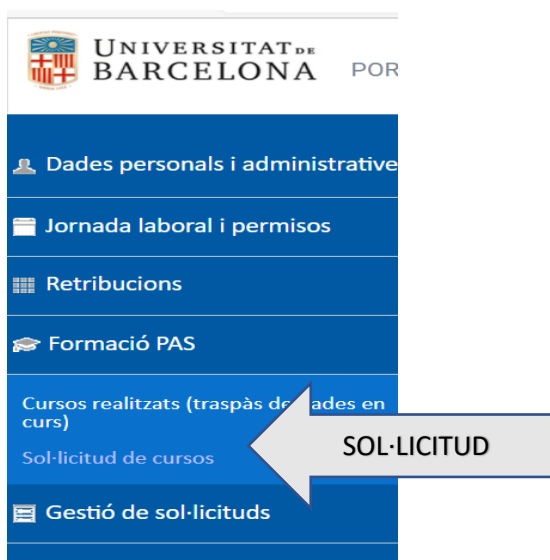 UNIVERSITAT DE
BARCELONA
POR
Dades personals i administrative
Jornada laboral i permisos
Retribucions
Formació PAS
Cursos realitzats (traspàs de dades en
curs)
Sol·licitud de cursos
SOL·LICITUD
Gestió de sol·licituds